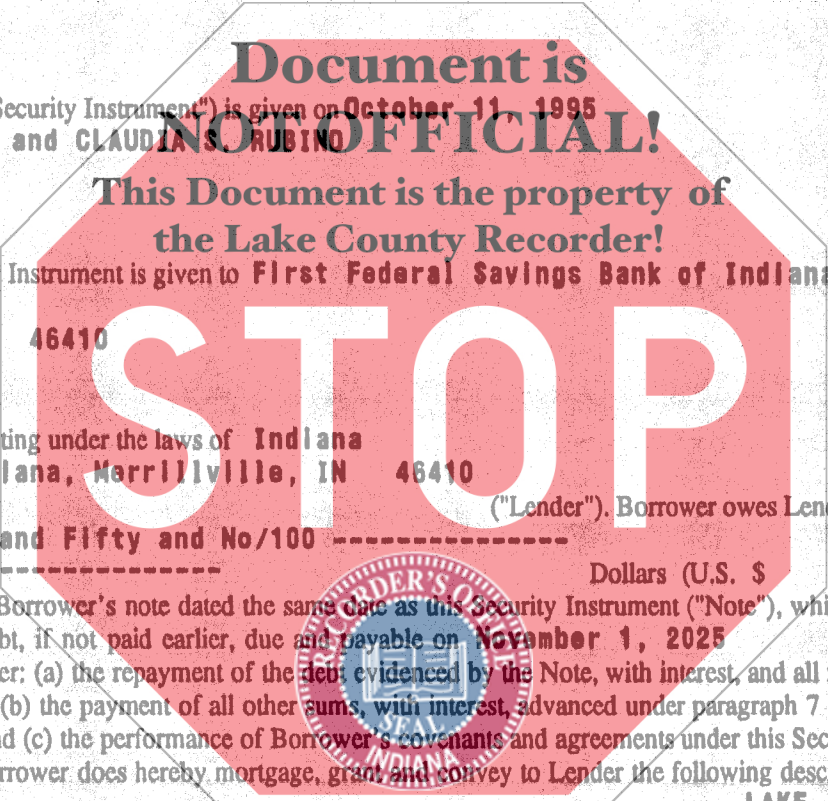 Document is
Security Instrument") is given on October 11, 1995
NOT OFFICIAL!
and CLAUDIA S. RUBINO
This Document is the property of
the Lake County Recorder!
Instrument is given to First Federal Savings Bank of Indiana
46410
STOP
ting under the laws of Indiana
iana, Merrillville, IN 46410
("Lender"). Borrower owes Lend
and Fifty and No/100 ----------------
---------------
Dollars (U.S. $
RECORDER'S OFFICE
Borrower's note dated the same date as this Security Instrument ("Note"), whi
bt, if not paid earlier, due and payable on November 1, 2025
er: (a) the repayment of the debt evidenced by the Note, with interest, and all
(b) the payment of all other sums, with interest, advanced under paragraph 7
SEAL
nd (c) the performance of Borrower's covenants and agreements under this Sec
INDIANA
rrower does hereby mortgage, grant and convey to Lender the following desc
LAKE